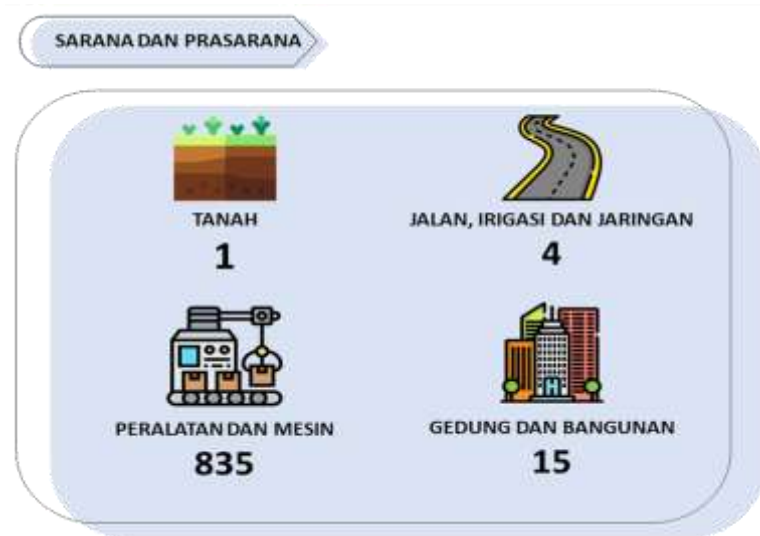 SARANA DAN PRASARANA
TANAH
1
JALAN, IRIGASI DAN JARINGAN
4
PERALATAN DAN MESIN
835
GEDUNG DAN BANGUNAN
15